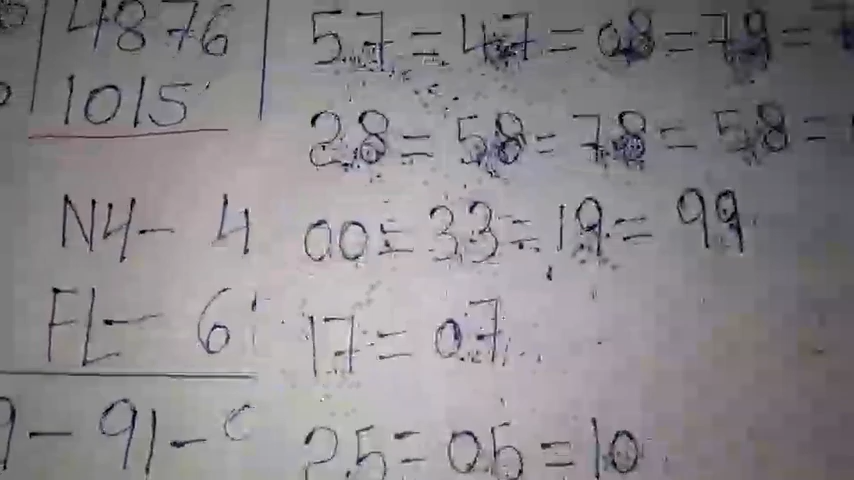 4876
1015
N4- 4
FL- 6
9 - 91 -
57 = 47 = 08 = 79 =
28 = 58 = 78 = 58 =
00 = 33 = 19 = 99
17 = 07
25 = 05 = 10